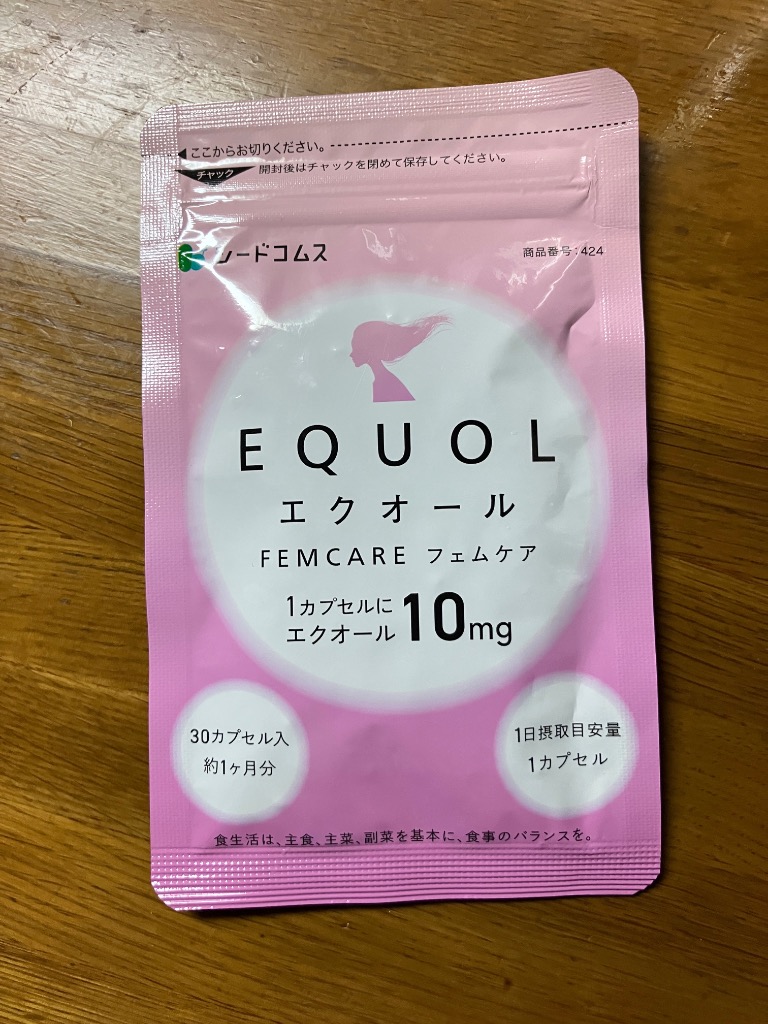 ここからお切りください。
チャック
開封後はチャックを閉めて保存してください。
シードコムス
商品番号:424
EQUOL
エクオール
FEMCARE フェムケア
1カプセルに
エクオール 10mg
30カプセル入
約1ヶ月分
1日摂取目安量
1カプセル
食生活は、主食、主菜、副菜を基本に、食事のバランスを。